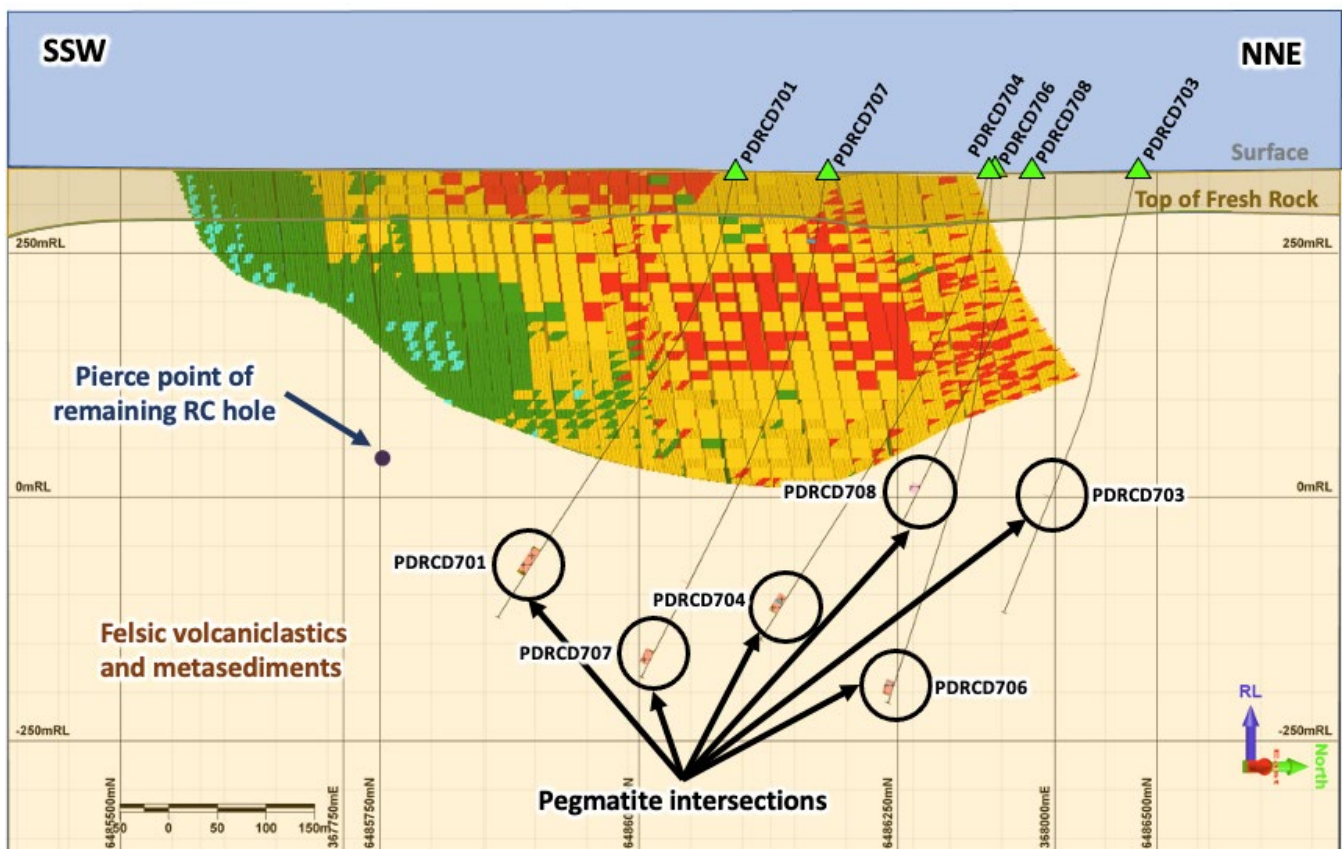 SSW
NNE
PDRCD701
PDRCD707
PDRCD704
PDRCD706
PDRCD708
PDRCD703
Surface
Top of Fresh Rock
250mRL
250mRL
Pierce point of
remaining RC hole
0mRL
0mRL
PDRCD708
PDRCD703
PDRCD701
PDRCD704
PDRCD707
PDRCD706
Felsic volcaniclastics
and metasediments
RL
North
-250mRL
-250mRL
Pegmatite intersections
6485500mN
367750mE
6485750mN
6486250mN
368000mE
6486500mN
50
0
50
100
150m